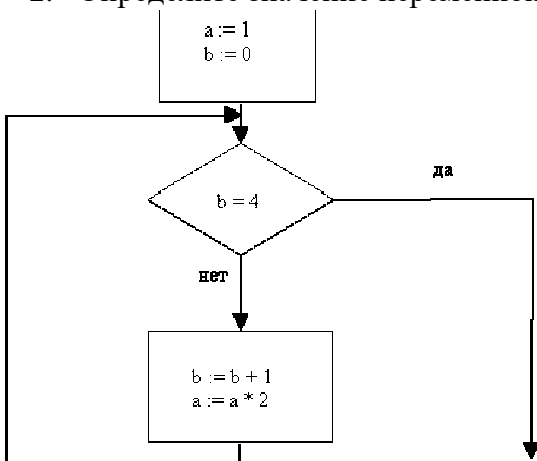 a := 1
b := 0
b = 4
да
нет
b := b + 1
a := a * 2